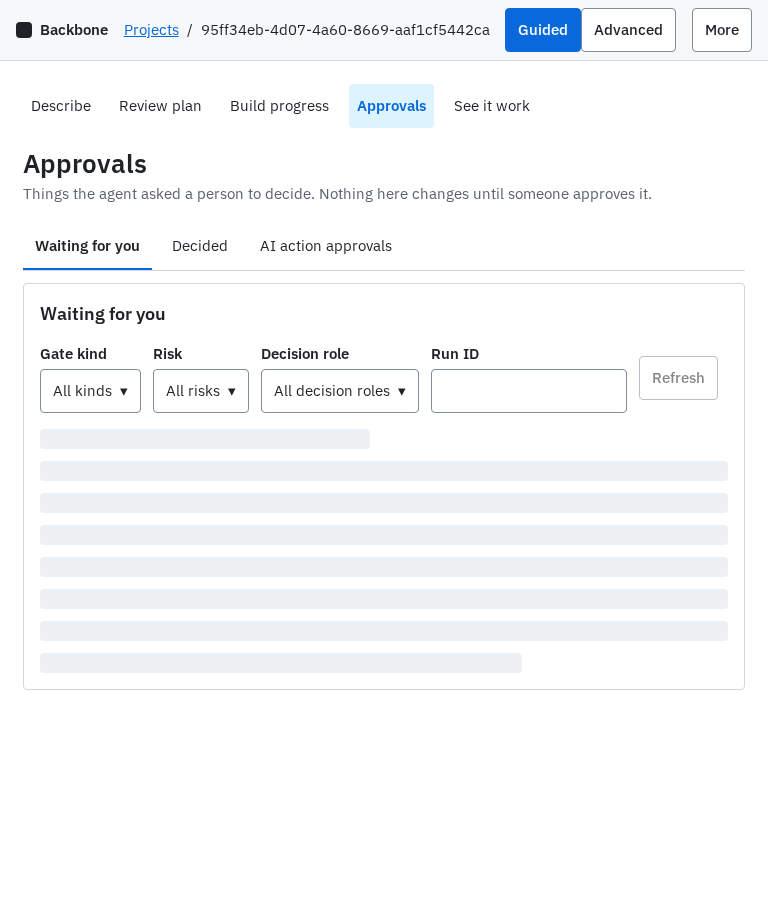 Backbone Projects / 95ff34eb-4d07-4a60-8669-aaf1cf5442ca Guided Advanced More
Describe Review plan Build progress Approvals See it work
Approvals
Things the agent asked a person to decide. Nothing here changes until someone approves it.
Waiting for you Decided AI action approvals
Waiting for you
Gate kind Risk Decision role Run ID
All kinds ▾ All risks ▾ All decision roles ▾ Refresh